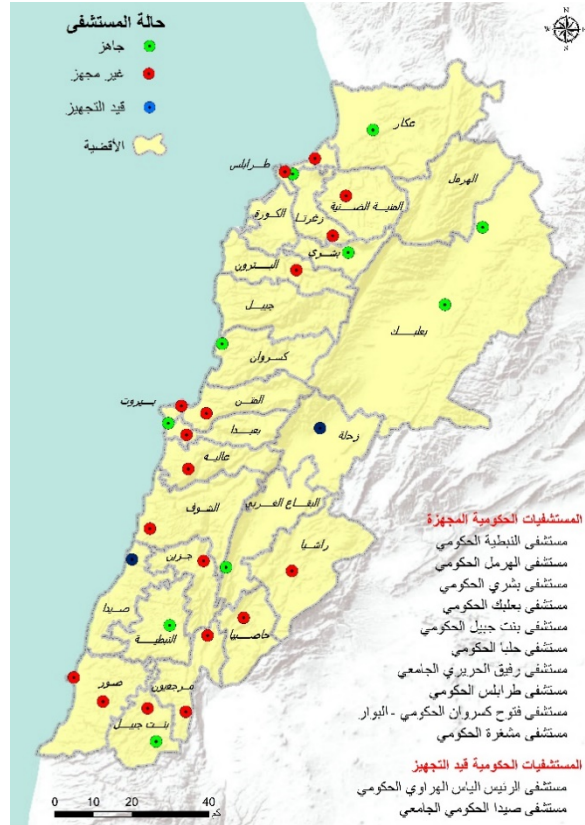 حالة المستشفى
جاهز
غير مجهز
قيد التجهيز
الأقضية
عكار
طرابلس
الهرمل
المنية الضنية
زغرتا
الكورة
بشري
البترون
جبيل
بعلبك
كسروان
المتن
بيروت
بعبدا
زحلة
عاليه
الشوف
البقاع الغربي
راشيا
جزين
صيدا
حاصبيا
النبطية
صور
مرجعيون
بنت جبيل
المستشفيات الحكومية المجهزة
مستشفى النبطية الحكومي
مستشفى الهرمل الحكومي
مستشفى بشري الحكومي
مستشفى بعلبك الحكومي
مستشفى بنت جبيل الحكومي
مستشفى حلبا الحكومي
مستشفى رفيق الحريري الجامعي
مستشفى طرابلس الحكومي
مستشفى فتوح كسروان الحكومي - البوار
مستشفى مشغرة الحكومي
المستشفيات الحكومية قيد التجهيز
مستشفى الرئيس الياس الهراوي الحكومي
مستشفى صيدا الحكومي الجامعي
0 10 20 40
كم